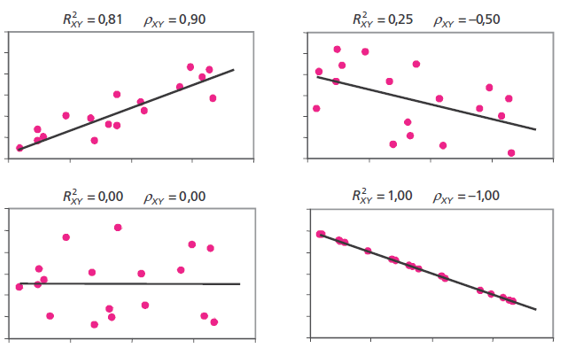 R²XY = 0,81 ρXY = 0,90
R²XY = 0,25 ρXY = –0,50
R²XY = 0,00 ρXY = 0,00
R²XY = 1,00 ρXY = –1,00